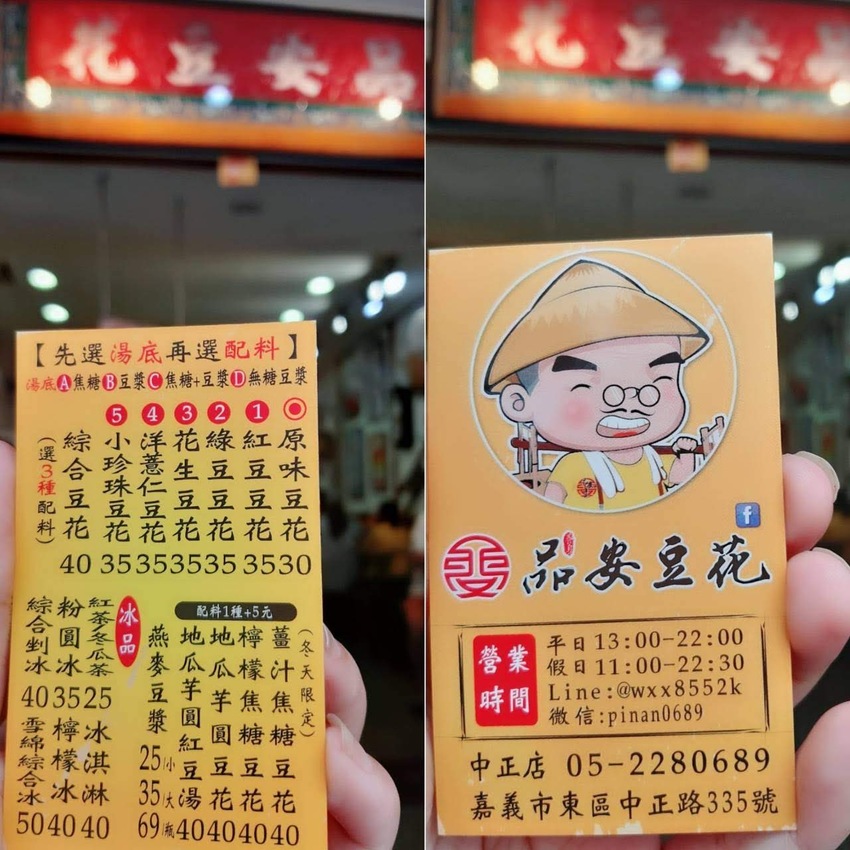 品安豆花
【先選湯底再選配料】
湯底A焦糖B豆漿C焦糖+豆漿D無糖豆漿
原味豆花 30
1 紅豆豆花 35
2 綠豆豆花 35
3 花生豆花 35
4 洋薏仁豆花 35
5 小珍珠豆花 35
綜合豆花 40
(選3種配料)
配料1種+5元
(冬天限定)
薑汁焦糖豆花 40
檸檬焦糖豆花 40
地瓜芋圓豆花 40
地瓜芋圓紅豆湯 40
燕麥豆漿
25/小
35/大
69/瓶
冰品
紅茶/冬瓜茶 25
粉圓冰 35
綜合剉冰 40
冰淇淋 40
檸檬冰 40
雪綿綜合冰 50
品安豆花
f
品安豆花
營業時間
平日13:00-22:00
假日11:00-22:30
Line:@wxx8552k
微信:pinan0689
中正店 05-2280689
嘉義市東區中正路335號